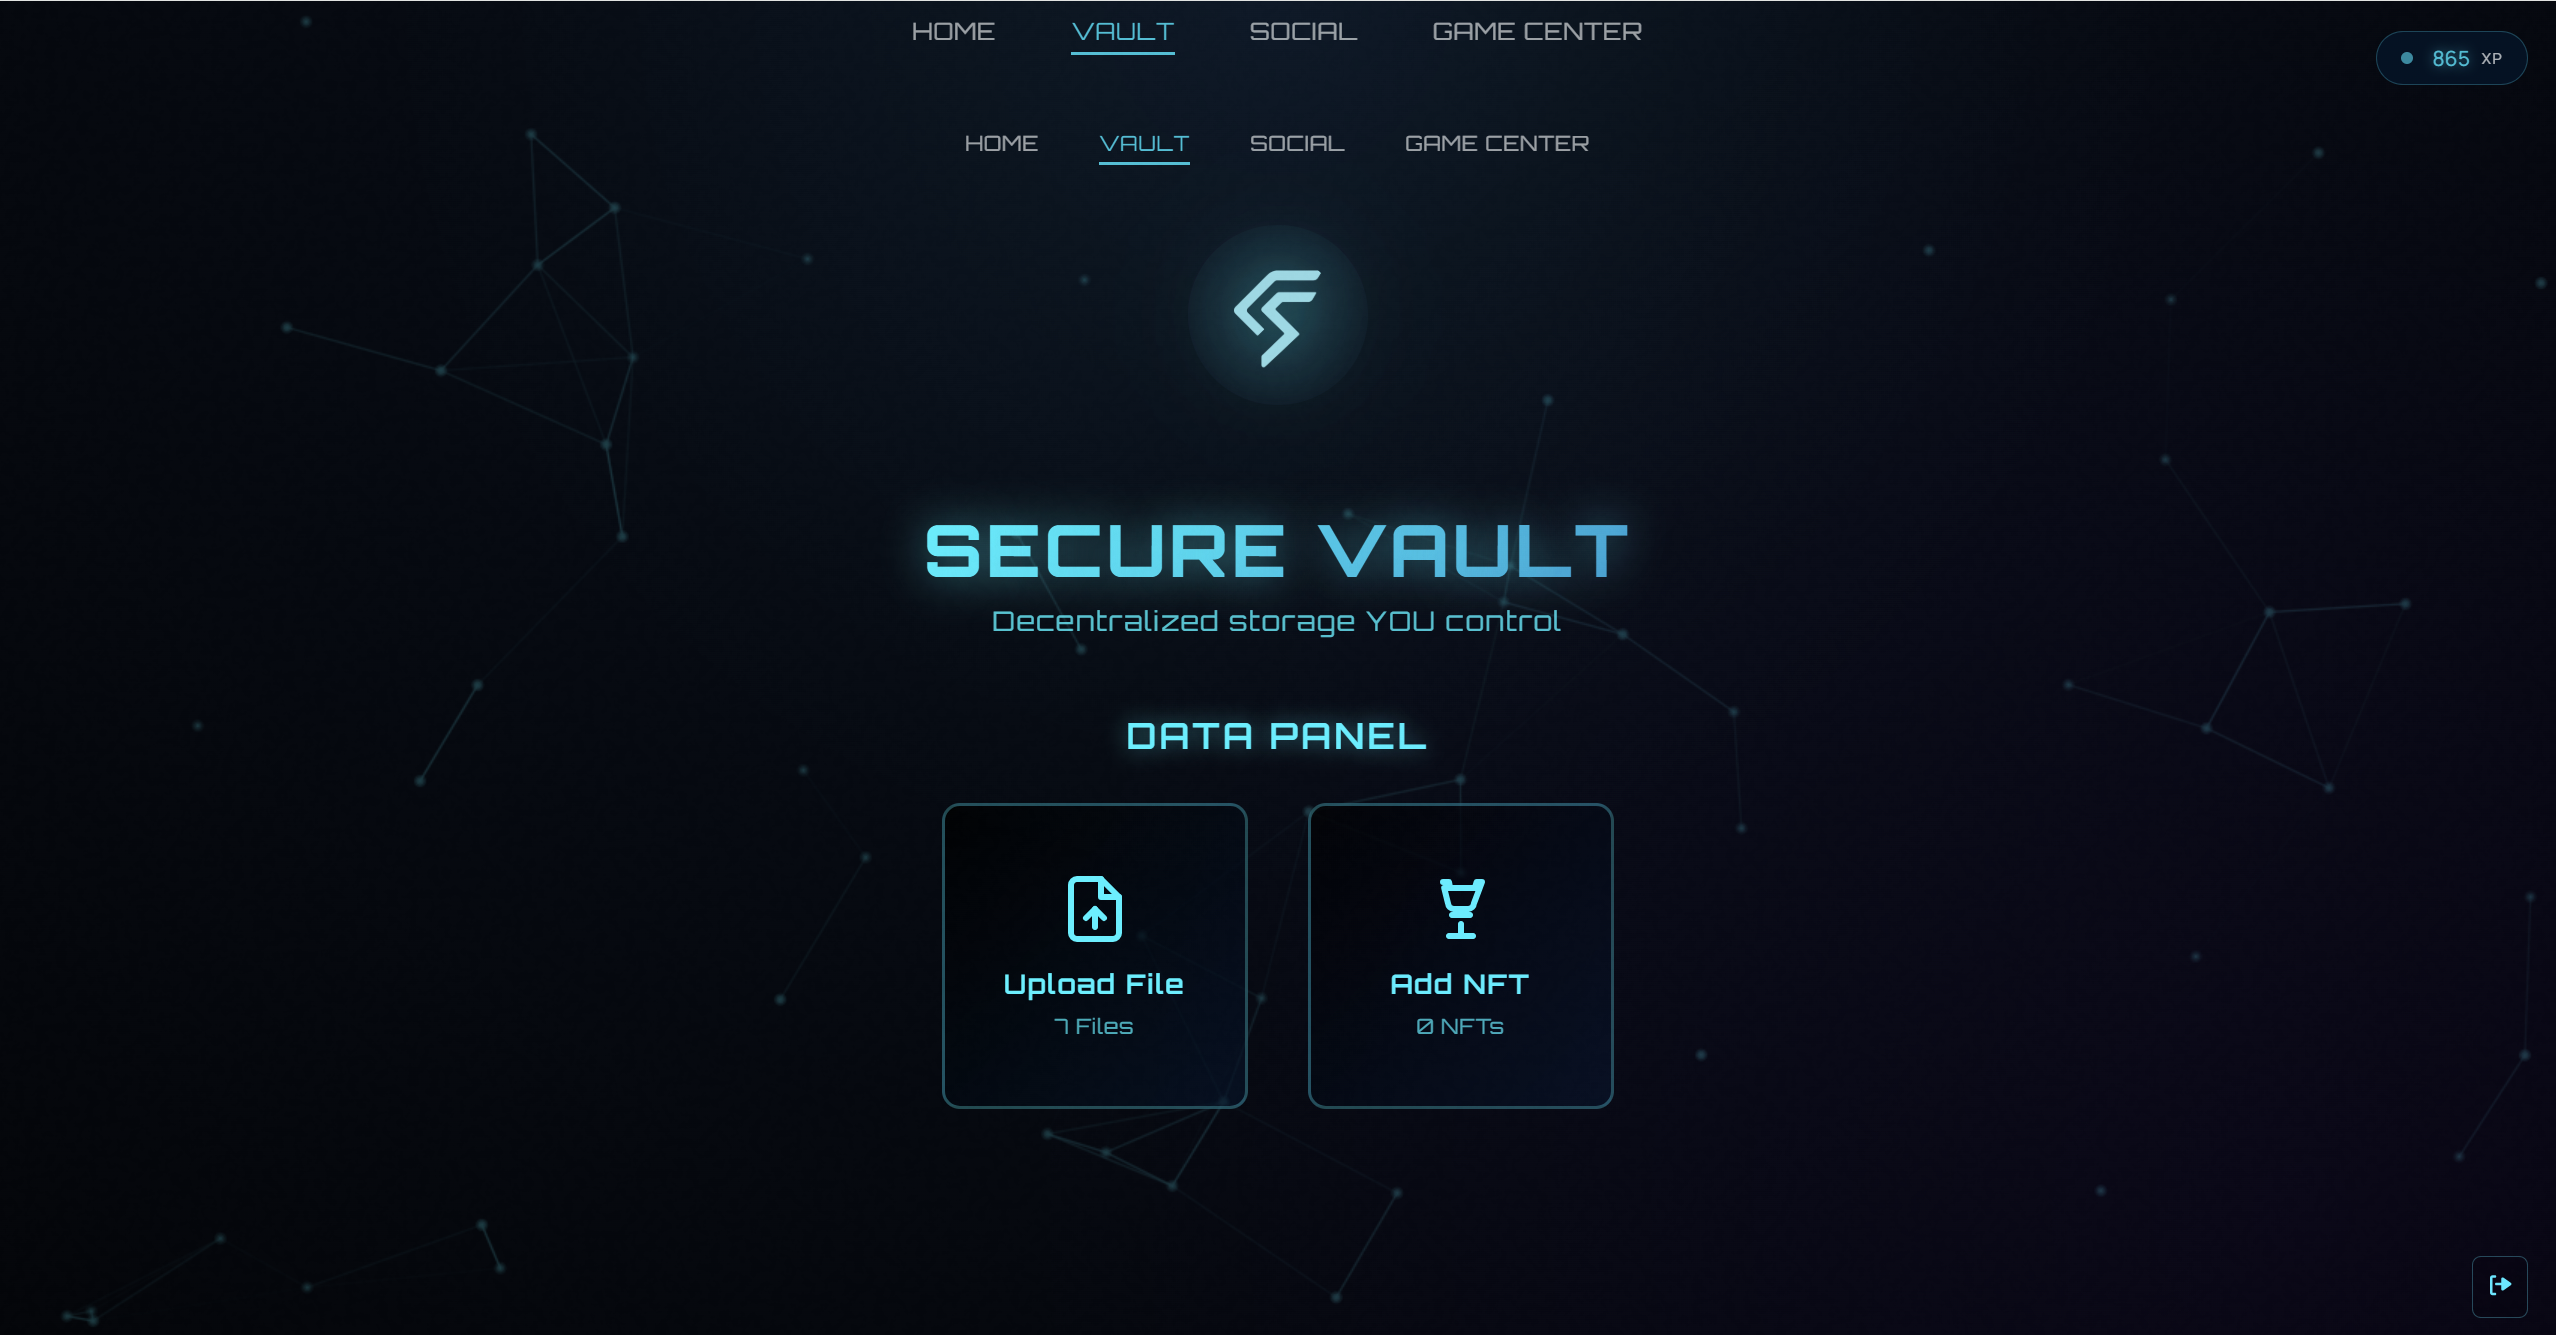 HOME VAULT SOCIAL GAME CENTER
865 XP
HOME VAULT SOCIAL GAME CENTER
SECURE VAULT
Decentralized storage YOU control
DATA PANEL
Upload File
7 Files
Add NFT
0 NFTs